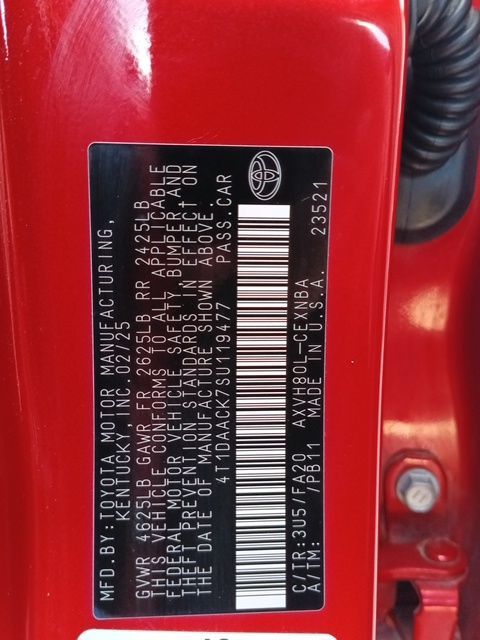 MFD.BY:TOYOTA MOTOR MANUFACTURING,
KENTUCKY,INC.02/25
GVWR 4625LB GAWR FR 2625LB RR 2425LB
THIS VEHICLE CONFORMS TO ALL APPLICABLE
FEDERAL MOTOR VEHICLE SAFETY, BUMPER,AND
THEFT PREVENTION STANDARDS IN EFFECT ON
THE DATE OF MANUFACTURE SHOWN ABOVE.
4T1DAACK7SU119477 PASS.CAR
C/TR:3U5/FA20 AXVH80L-CEXNBA
A/TM: /PB11 MADE IN U.S.A. 23521